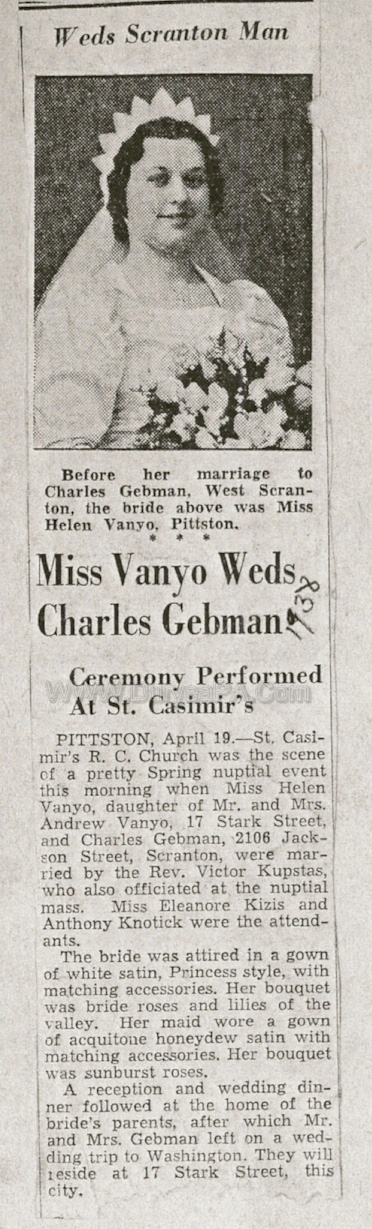 Weds Scranton Man
Before her marriage to
Charles Gebman, West Scran-
ton, the bride above was Miss
Helen Vanyo, Pittston.
* * *
Miss Vanyo Weds
Charles Gebman
Ceremony Performed
At St. Casimir's
PITTSTON, April 19.—St. Casi-
mir's R. C. Church was the scene
of a pretty Spring nuptial event
this morning when Miss Helen
Vanyo, daughter of Mr. and Mrs.
Andrew Vanyo, 17 Stark Street,
and Charles Gebman, 2106 Jack-
son Street, Scranton, were mar-
ried by the Rev. Victor Kupstas,
who also officiated at the nuptial
mass. Miss Eleanore Kizis and
Anthony Knotick were the attend-
ants.
The bride was attired in a gown
of white satin, Princess style, with
matching accessories. Her bouquet
was bride roses and lilies of the
valley. Her maid wore a gown
of acquitone honeydew satin with
matching accessories. Her bouquet
was sunburst roses.
A reception and wedding din-
ner followed at the home of the
bride's parents, after which Mr.
and Mrs. Gebman left on a wed-
ding trip to Washington. They will
reside at 17 Stark Street, this
city.